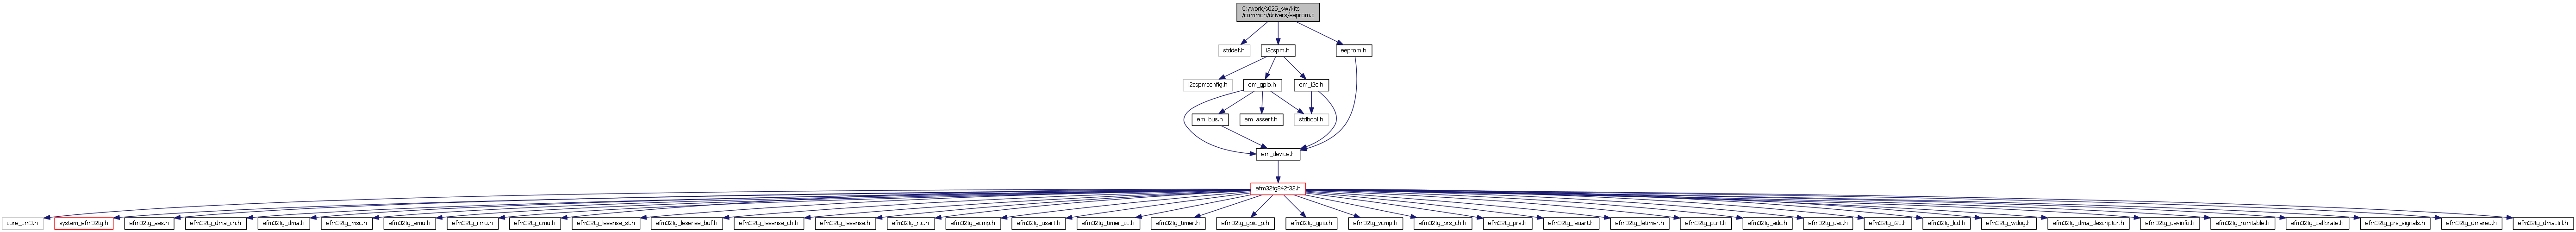 C:/work/s025_sw/kits
/common/drivers/eeprom.c
stddef.h
i2cspm.h
eeprom.h
i2cspmconfig.h
em_gpio.h
em_i2c.h
em_bus.h
em_assert.h
stdbool.h
em_device.h
efm32tg842f32.h
core_cm3.h
system_efm32tg.h
efm32tg_aes.h
efm32tg_dma_ch.h
efm32tg_dma.h
efm32tg_msc.h
efm32tg_emu.h
efm32tg_rmu.h
efm32tg_cmu.h
efm32tg_lesense_st.h
efm32tg_lesense_buf.h
efm32tg_lesense_ch.h
efm32tg_lesense.h
efm32tg_rtc.h
efm32tg_acmp.h
efm32tg_usart.h
efm32tg_timer_cc.h
efm32tg_timer.h
efm32tg_gpio_p.h
efm32tg_gpio.h
efm32tg_vcmp.h
efm32tg_prs_ch.h
efm32tg_prs.h
efm32tg_leuart.h
efm32tg_letimer.h
efm32tg_pcnt.h
efm32tg_adc.h
efm32tg_dac.h
efm32tg_i2c.h
efm32tg_lcd.h
efm32tg_wdog.h
efm32tg_dma_descriptor.h
efm32tg_devinfo.h
efm32tg_romtable.h
efm32tg_calibrate.h
efm32tg_prs_signals.h
efm32tg_dmareq.h
efm32tg_dmactrl.h